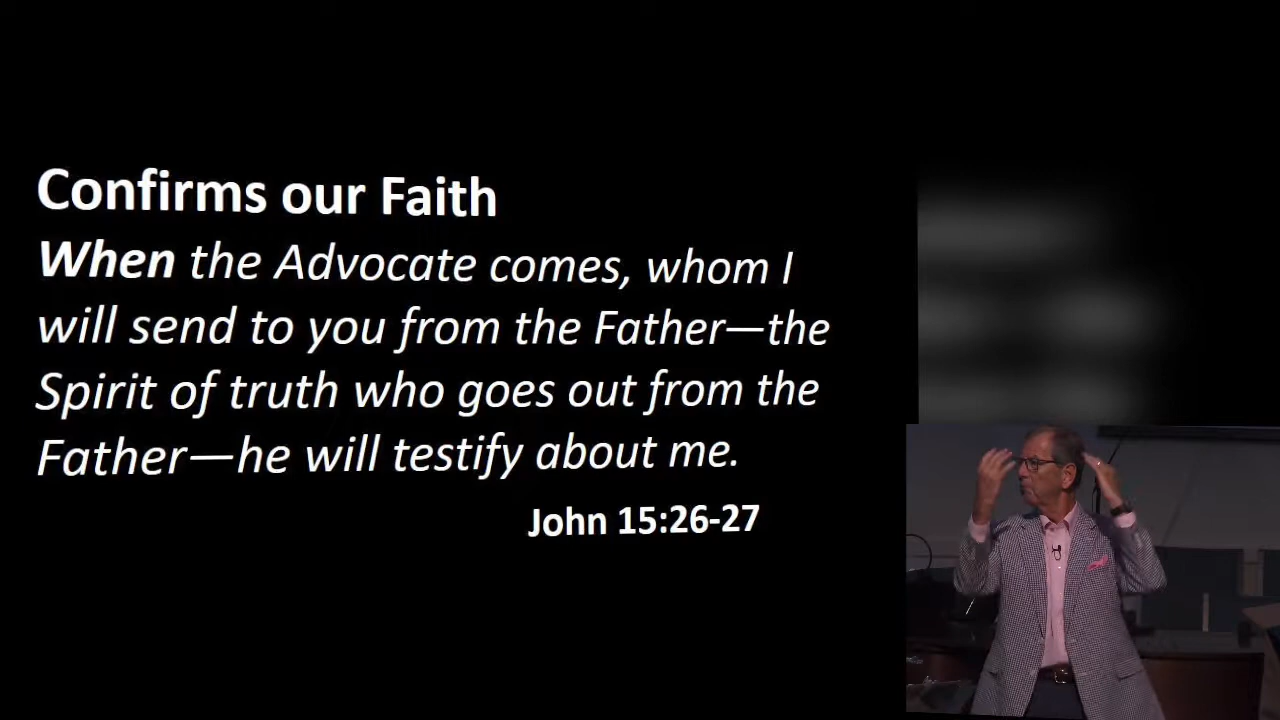 Confirms our Faith
When the Advocate comes, whom I
will send to you from the Father—the
Spirit of truth who goes out from the
Father—he will testify about me.
John 15:26-27